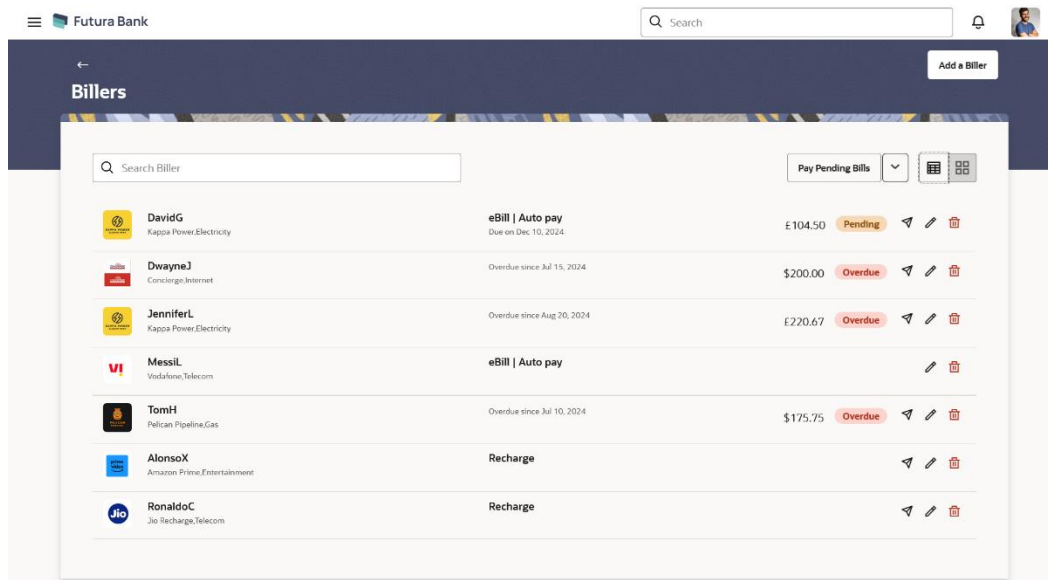 Futura Bank
Search
Add a Biller
Billers
Search Biller
Pay Pending Bills
DavidG
Kappa Power,Electricity
eBill | Auto pay
Due on Dec 10, 2024
£104.50 Pending
DwayneJ
Concierge,Internet
Overdue since Jul 15, 2024
$200.00 Overdue
JenniferL
Kappa Power,Electricity
Overdue since Aug 20, 2024
£220.67 Overdue
MessiL
Vodafone,Telecom
eBill | Auto pay
TomH
Pelican Pipeline,Gas
Overdue since Jul 10, 2024
$175.75 Overdue
prime
video
AlonsoX
Amazon Prime,Entertainment
Recharge
Jio
RonaldoC
Jio Recharge,Telecom
Recharge